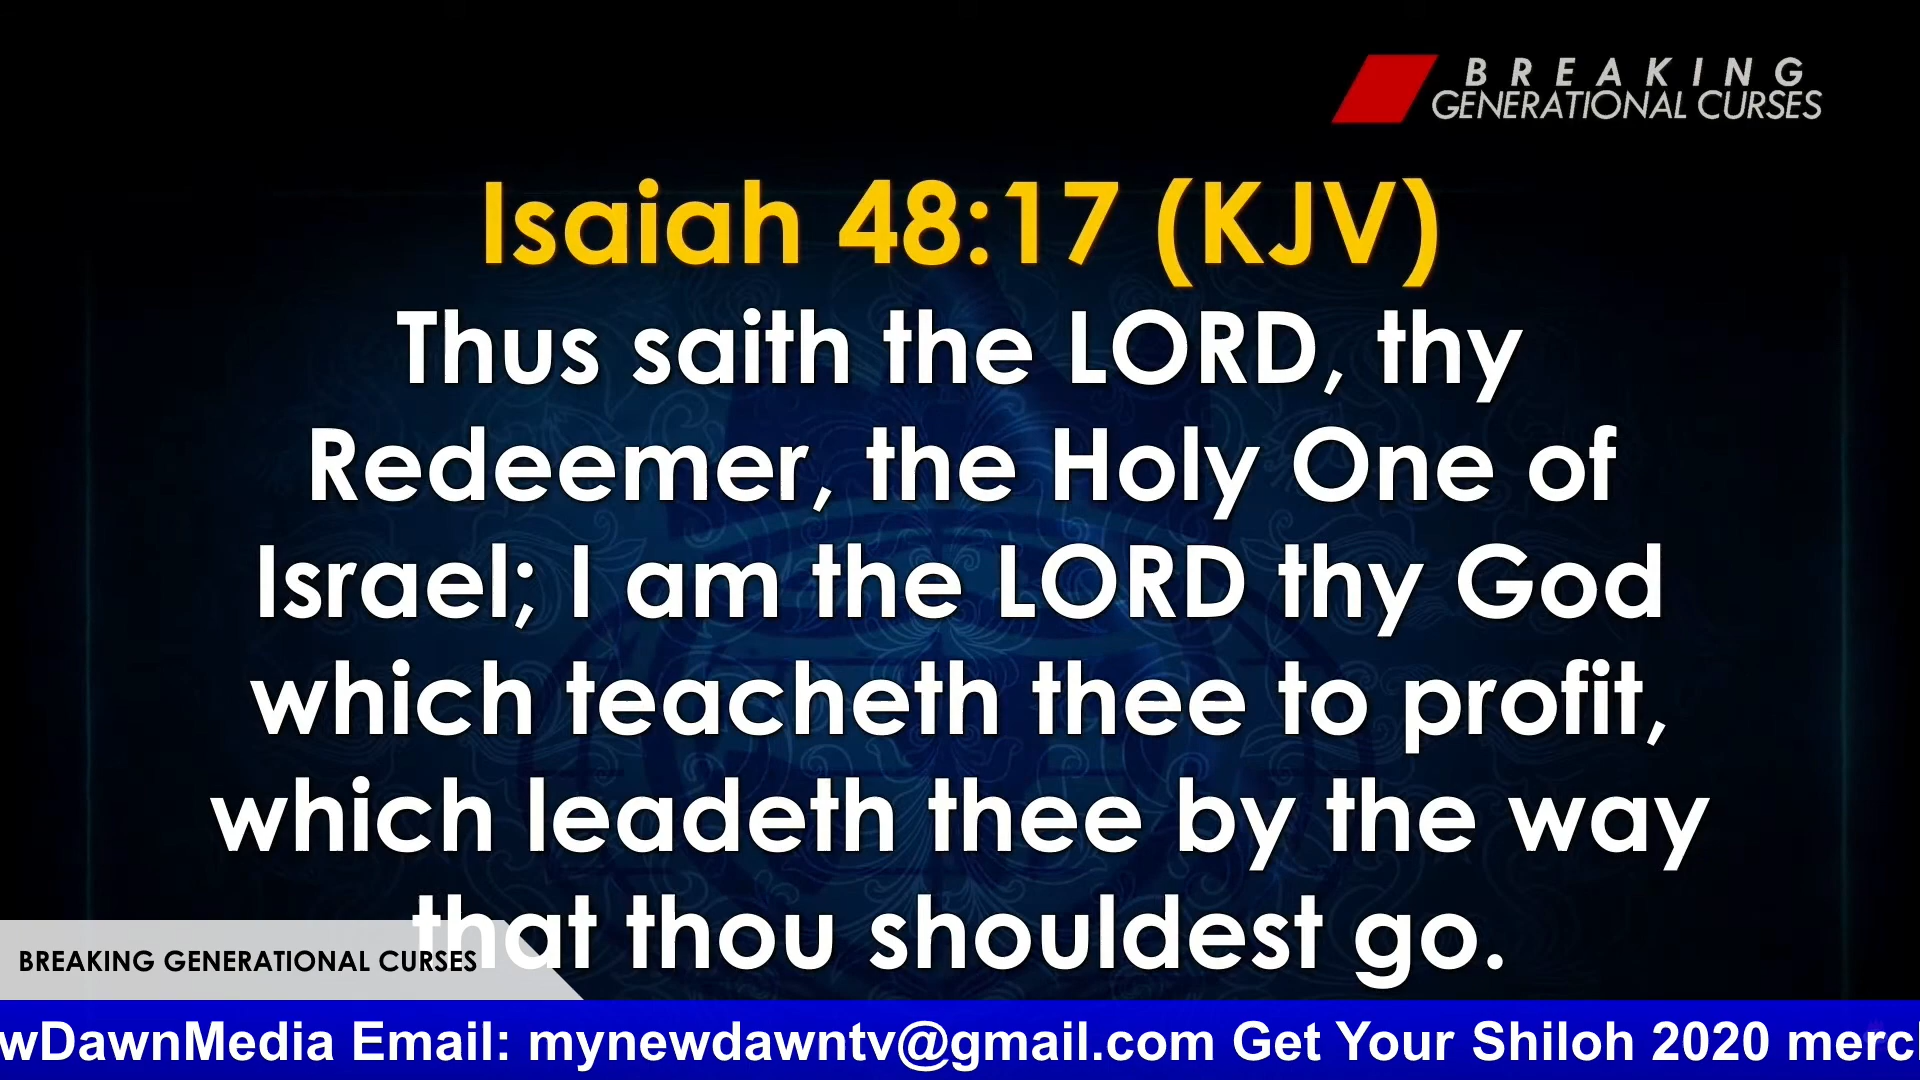 BREAKING
GENERATIONAL CURSES
Isaiah 48:17 (KJV)
Thus saith the LORD, thy
Redeemer, the Holy One of
Israel; I am the LORD thy God
which teacheth thee to profit,
which leadeth thee by the way
that thou shouldest go.
BREAKING GENERATIONAL CURSES
wDawnMedia Email: mynewdawntv@gmail.com Get Your Shiloh 2020 merc